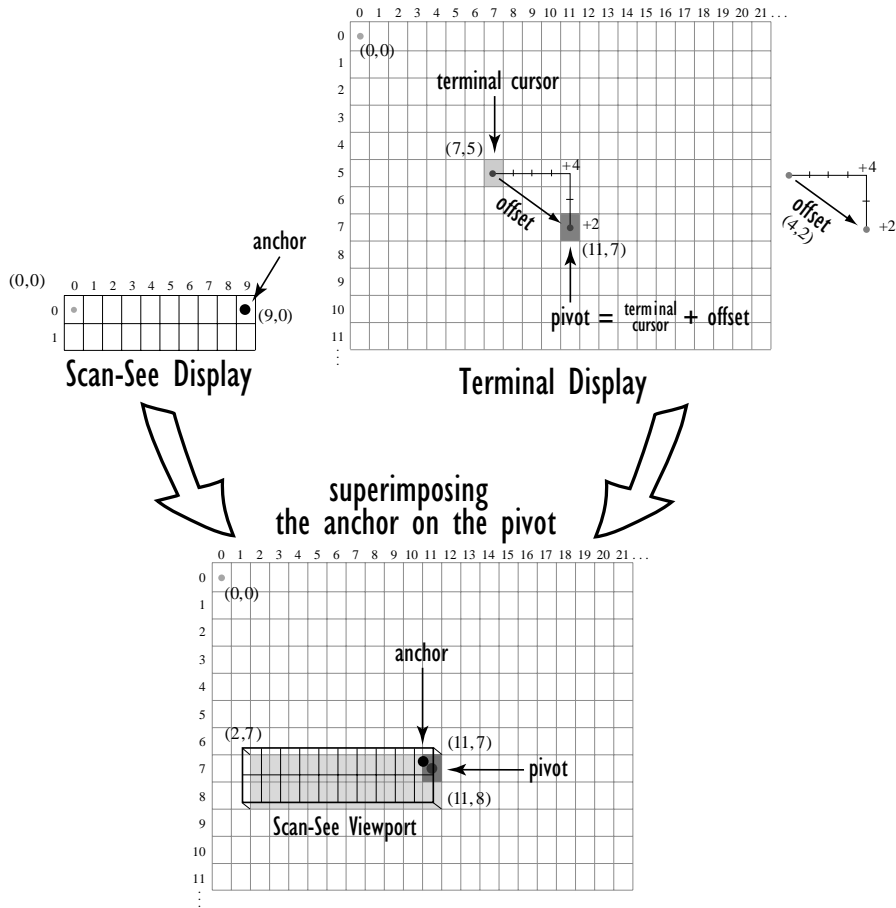 0 1 2 3 4 5 6 7 8 9 10 11 12 13 14 15 16 17 18 19 20 21 . . .
0
(0,0)
1
2
terminal cursor
3
4
(7,5)
5
+4
6
offset
7
+2
8
(11,7)
9
10
pivot = terminal cursor + offset
11
. . .
Terminal Display
+4
offset
(4,2)
+2
anchor
(0,0)
0 1 2 3 4 5 6 7 8 9
0
(9,0)
1
Scan-See Display
superimposing
the anchor on the pivot
0 1 2 3 4 5 6 7 8 9 10 11 12 13 14 15 16 17 18 19 20 21 . . .
0
(0,0)
1
2
3
anchor
4
5
6
(2,7)
(11,7)
7
pivot
8
(11,8)
9
Scan-See Viewport
10
11
. . .